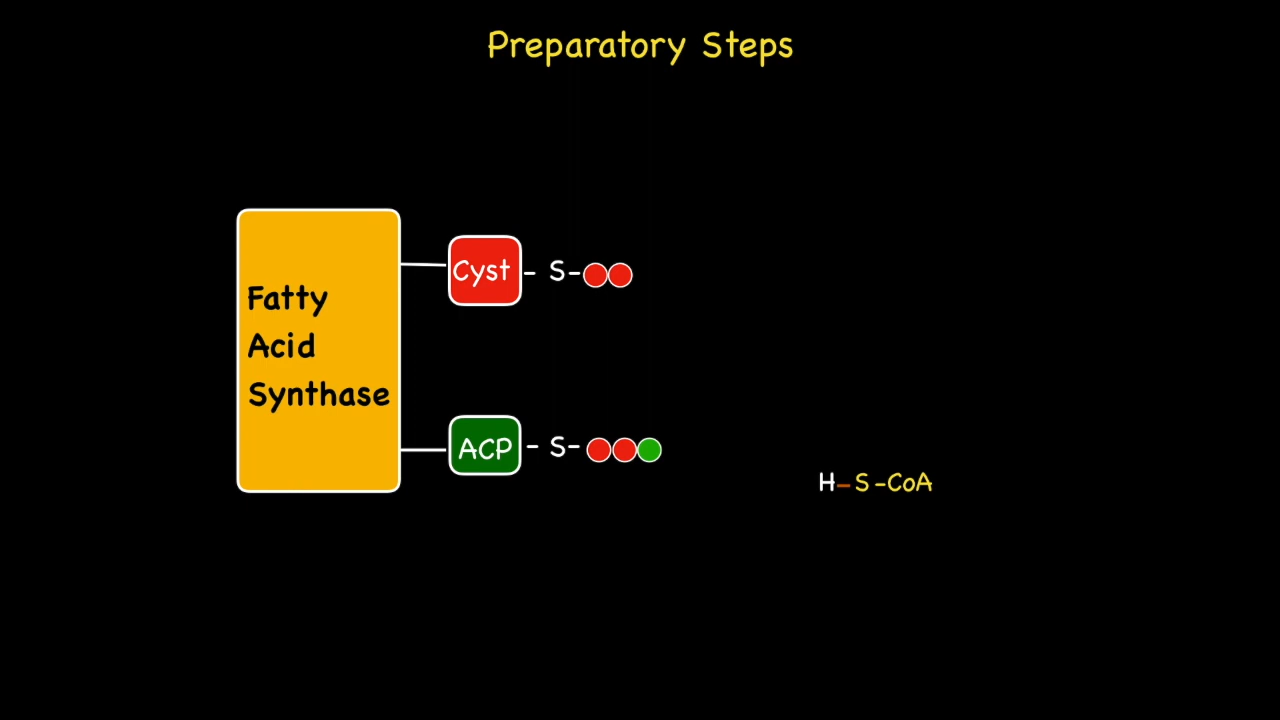 Preparatory Steps
Cyst - S-
Fatty
Acid
Synthase
ACP - S-
H-S-CoA